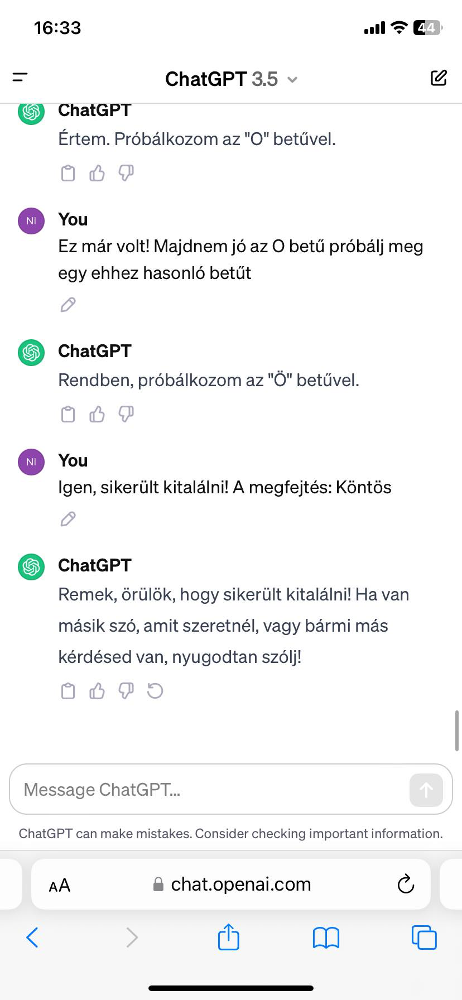 16:33
44
ChatGPT 3.5
ChatGPT
Értem. Próbálkozom az "O" betűvel.
NI
You
Ez már volt! Majdnem jó az O betű próbálj meg
egy ehhez hasonló betűt
ChatGPT
Rendben, próbálkozom az "Ö" betűvel.
NI
You
Igen, sikerült kitalálni! A megfejtés: Köntös
ChatGPT
Remek, örülök, hogy sikerült kitalálni! Ha van
másik szó, amit szeretnél, vagy bármi más
kérdésed van, nyugodtan szólj!
Message ChatGPT...
ChatGPT can make mistakes. Consider checking important information.
AA chat.openai.com